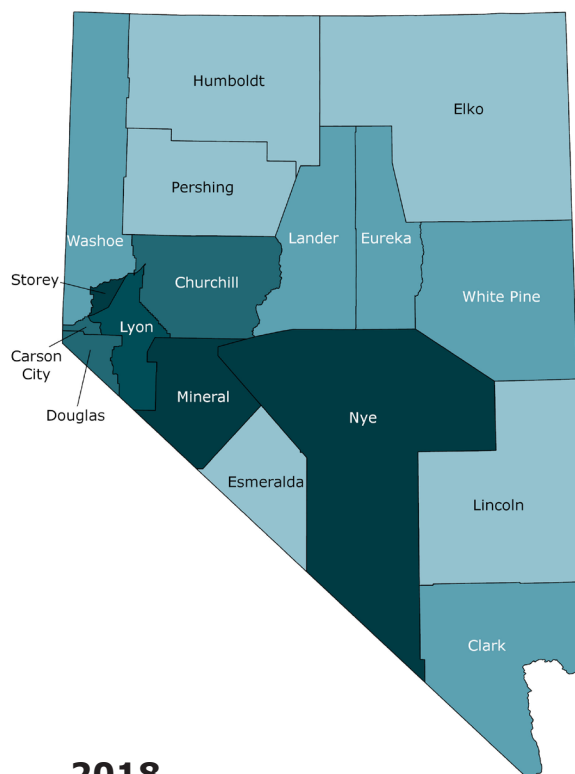 Humboldt
Elko
Pershing
Washoe
Lander
Eureka
Storey
Churchill
White Pine
Lyon
Carson
City
Douglas
Mineral
Nye
Esmeralda
Lincoln
Clark
2018